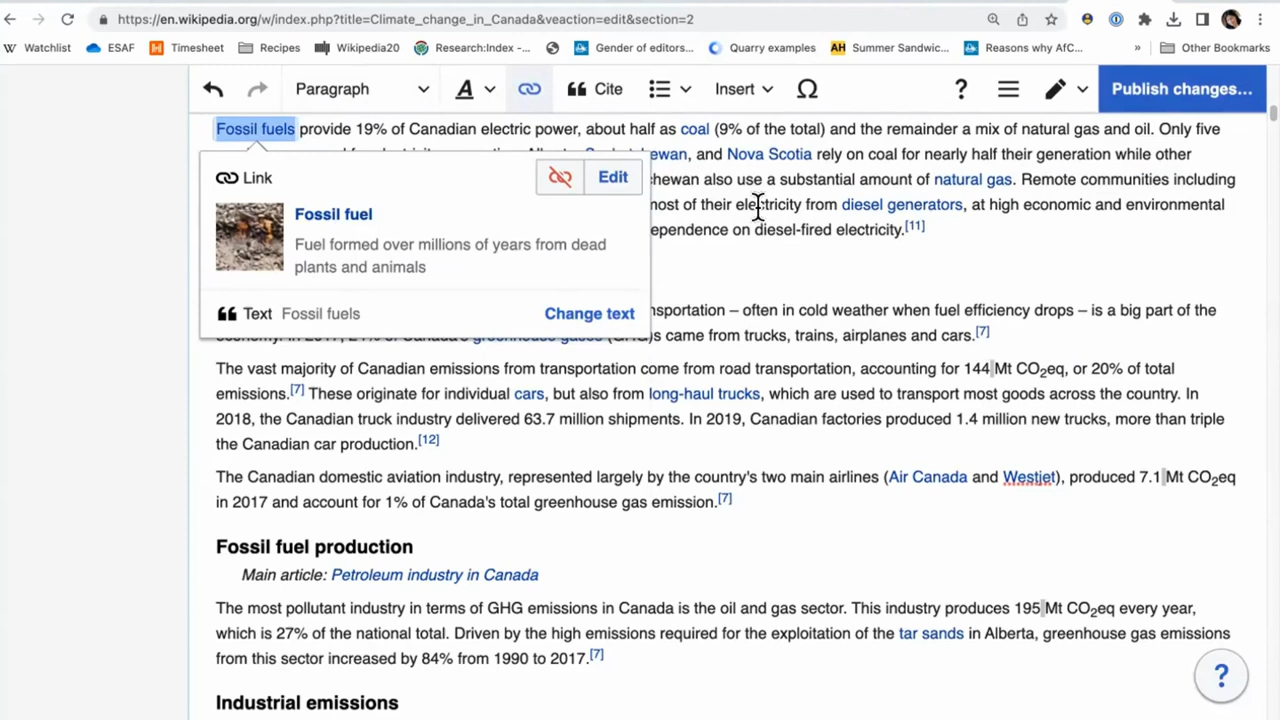 https://en.wikipedia.org/w/index.php?title=Climate_change_in_Canada&veaction=edit&section=2
W Watchlist ESAF H Timesheet Recipes Wikipedia20 Research:Index -... Gender of editors... Quarry examples AH Summer Sandwic... Reasons why AfC... » Other Bookmarks
Paragraph A Cite Insert Ω ? Publish changes...
Fossil fuels provide 19% of Canadian electric power, about half as coal (9% of the total) and the remainder a mix of natural gas and oil. Only five
and Nova Scotia rely on coal for nearly half their generation while other
also use a substantial amount of natural gas. Remote communities including
most of their electricity from diesel generators, at high economic and environmental
on diesel-fired electricity.[11]
Link
Edit
Fossil fuel
Fuel formed over millions of years from dead
plants and animals
Text Fossil fuels
Change text
– often in cold weather when fuel efficiency drops – is a big part of the
came from trucks, trains, airplanes and cars.[7]
The vast majority of Canadian emissions from transportation come from road transportation, accounting for 144 Mt CO2eq, or 20% of total
emissions.[7] These originate for individual cars, but also from long-haul trucks, which are used to transport most goods across the country. In
2018, the Canadian truck industry delivered 63.7 million shipments. In 2019, Canadian factories produced 1.4 million new trucks, more than triple
the Canadian car production.[12]
The Canadian domestic aviation industry, represented largely by the country's two main airlines (Air Canada and Westjet), produced 7.1 Mt CO2eq
in 2017 and account for 1% of Canada's total greenhouse gas emission.[7]
Fossil fuel production
Main article: Petroleum industry in Canada
The most pollutant industry in terms of GHG emissions in Canada is the oil and gas sector. This industry produces 195 Mt CO2eq every year,
which is 27% of the national total. Driven by the high emissions required for the exploitation of the tar sands in Alberta, greenhouse gas emissions
from this sector increased by 84% from 1990 to 2017.[7]
?
Industrial emissions